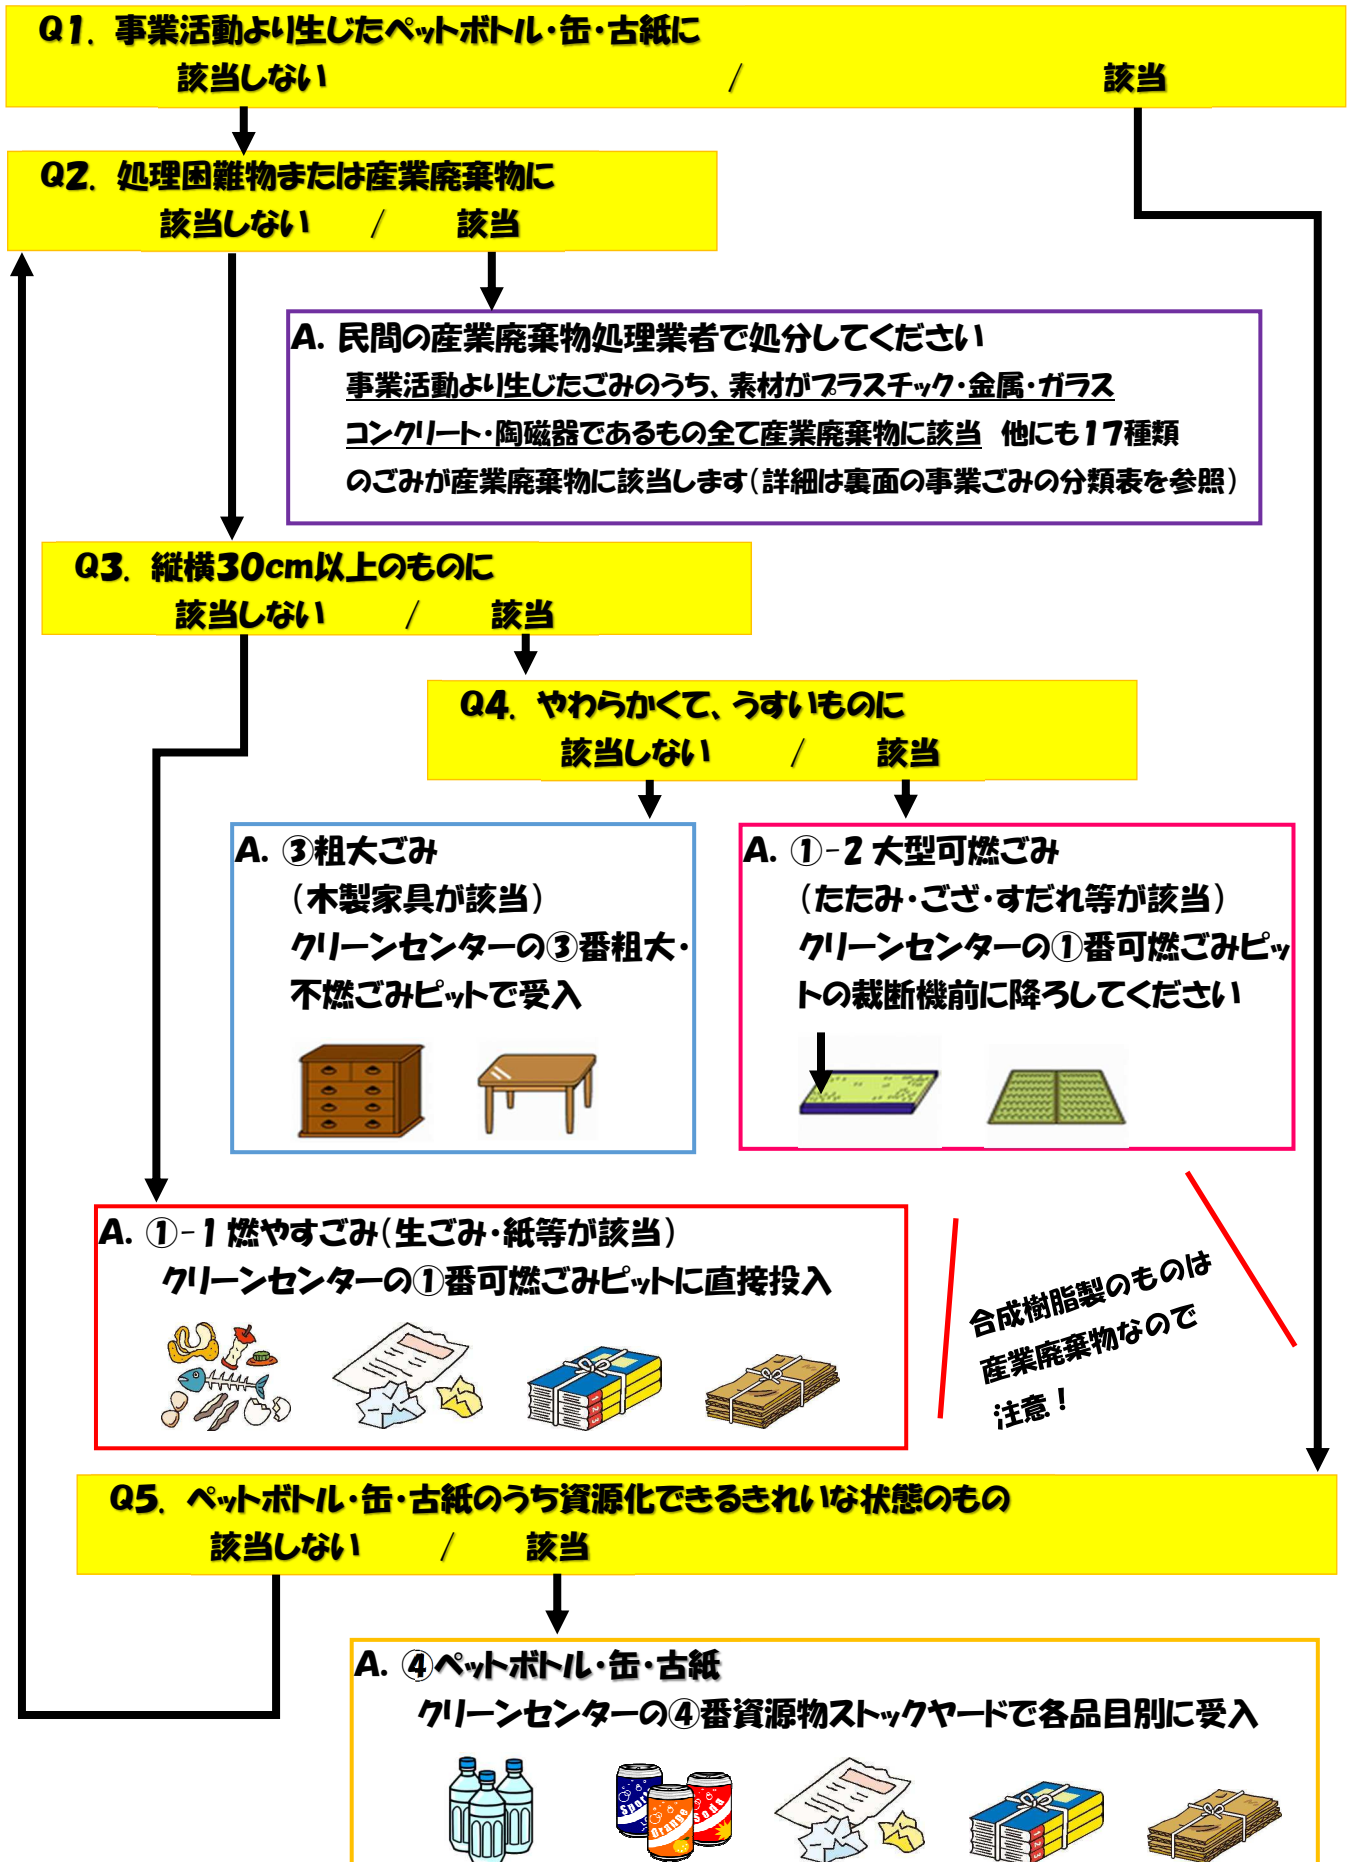 Q1. 事業活動より生じたペットボトル・缶・古紙に
該当しない / 該当
Q2. 処理困難物または産業廃棄物に
該当しない / 該当
A. 民間の産業廃棄物処理業者で処分してください
事業活動より生じたごみのうち、素材がプラスチック・金属・ガラス
コンクリート・陶磁器であるもの全て産業廃棄物に該当 他にも17種類
のごみが産業廃棄物に該当します(詳細は裏面の事業ごみの分類表を参照)
Q3. 縦横30cm以上のものに
該当しない / 該当
Q4. やわらかくて、うすいものに
該当しない / 該当
A. ③粗大ごみ
(木製家具が該当)
クリーンセンターの③番粗大・
不燃ごみピットで受入
A. ①-2 大型可燃ごみ
(たたみ・ござ・すだれ等が該当)
クリーンセンターの①番可燃ごみピッ
トの裁断機前に降ろしてください
A. ①-1 燃やすごみ(生ごみ・紙等が該当)
クリーンセンターの①番可燃ごみピットに直接投入
合成樹脂製のものは
産業廃棄物なので
注意!
Q5. ペットボトル・缶・古紙のうち資源化できるきれいな状態のもの
該当しない / 該当
A. ④ペットボトル・缶・古紙
クリーンセンターの④番資源物ストックヤードで各品目別に受入
Orange
Soda